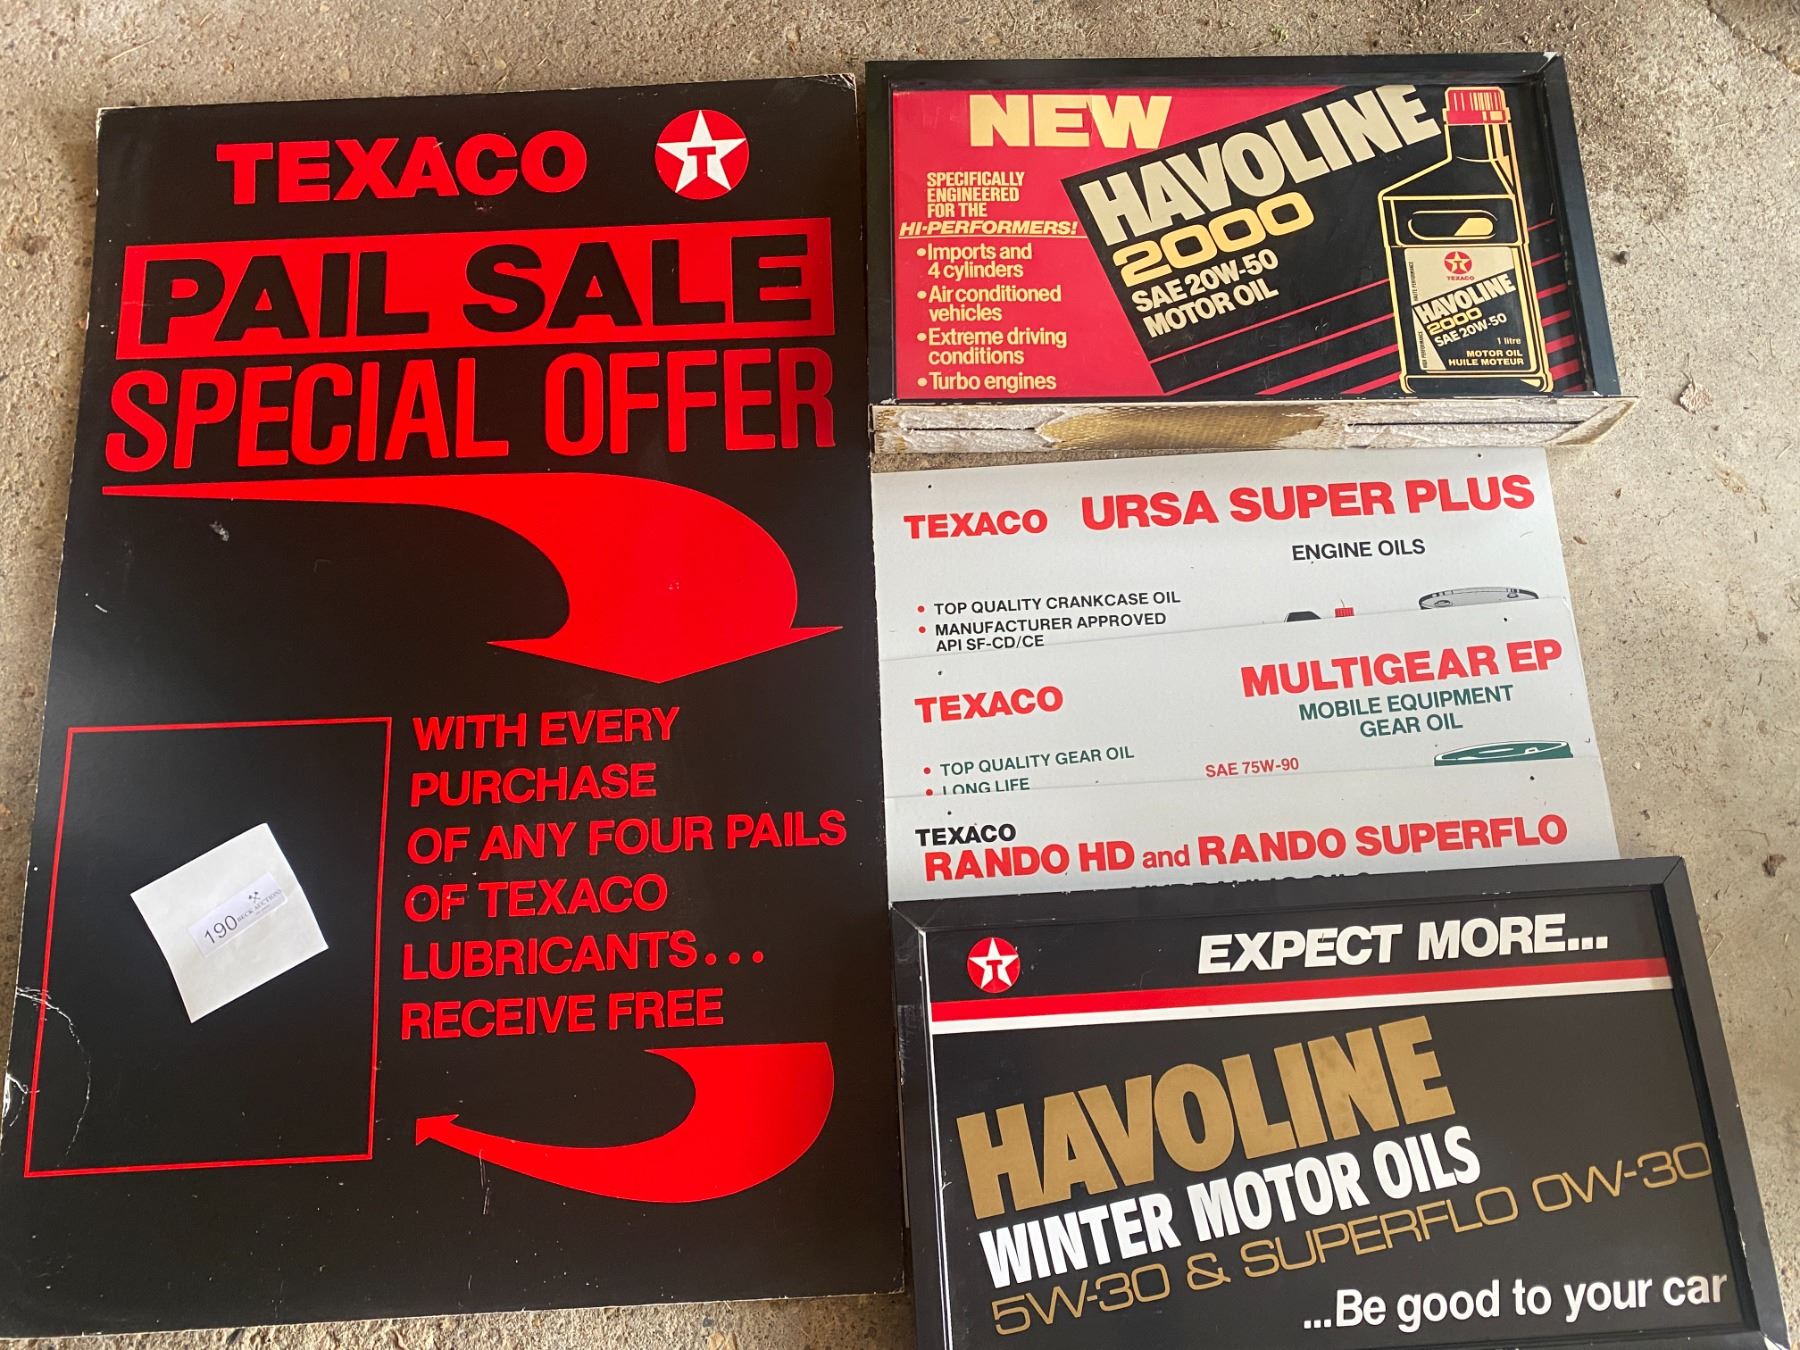 TEXACO T
PAIL SALE
SPECIAL OFFER
WITH EVERY
PURCHASE
OF ANY FOUR PAILS
OF TEXACO
LUBRICANTS...
RECEIVE FREE
190 BECK AUCTIONS
NEW
SPECIFICALLY
ENGINEERED
FOR THE
HI-PERFORMERS!
• Imports and
4 cylinders
• Air conditioned
vehicles
• Extreme driving
conditions
• Turbo engines
HAVOLINE
2000
SAE 20W-50
MOTOR OIL
T
TEXACO
HAVOLINE
2000
SAE 20W-50
1 litre
MOTOR OIL
HUILE MOTEUR
TEXACO URSA SUPER PLUS
ENGINE OILS
• TOP QUALITY CRANKCASE OIL
• MANUFACTURER APPROVED
API SF-CD/CE
TEXACO MULTIGEAR EP
MOBILE EQUIPMENT
GEAR OIL
• TOP QUALITY GEAR OIL
• LONG LIFE
SAE 75W-90
TEXACO
RANDO HD and RANDO SUPERFLO
T EXPECT MORE...
HAVOLINE
WINTER MOTOR OILS
5W-30 & SUPERFLO 0W-30
...Be good to your car